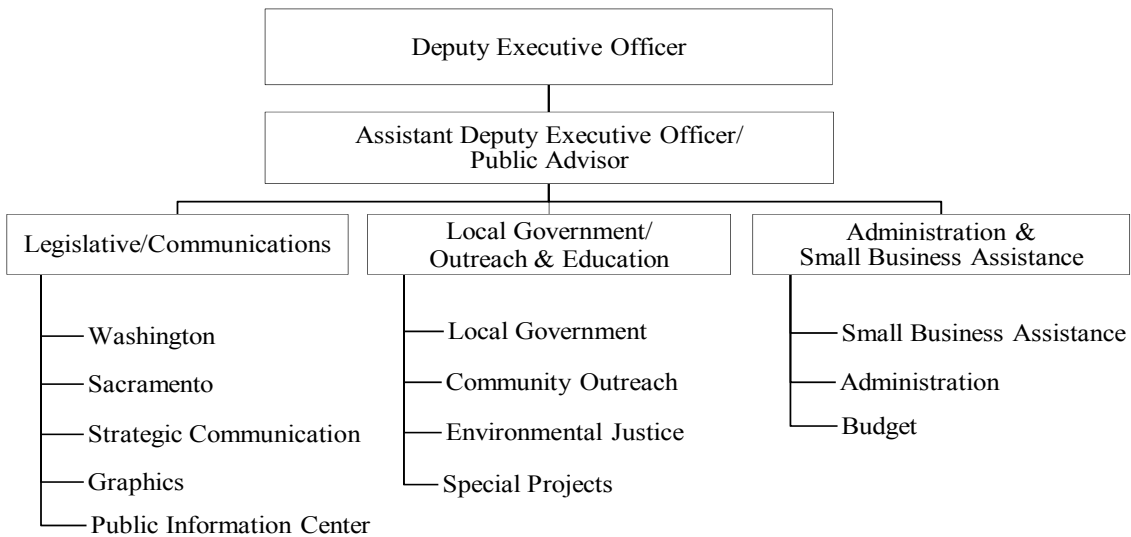 Deputy Executive Officer
Assistant Deputy Executive Officer/
Public Advisor
Legislative/Communications
Local Government/
Outreach & Education
Administration &
Small Business Assistance
Washington
Sacramento
Strategic Communication
Graphics
Public Information Center
Local Government
Community Outreach
Environmental Justice
Special Projects
Small Business Assistance
Administration
Budget